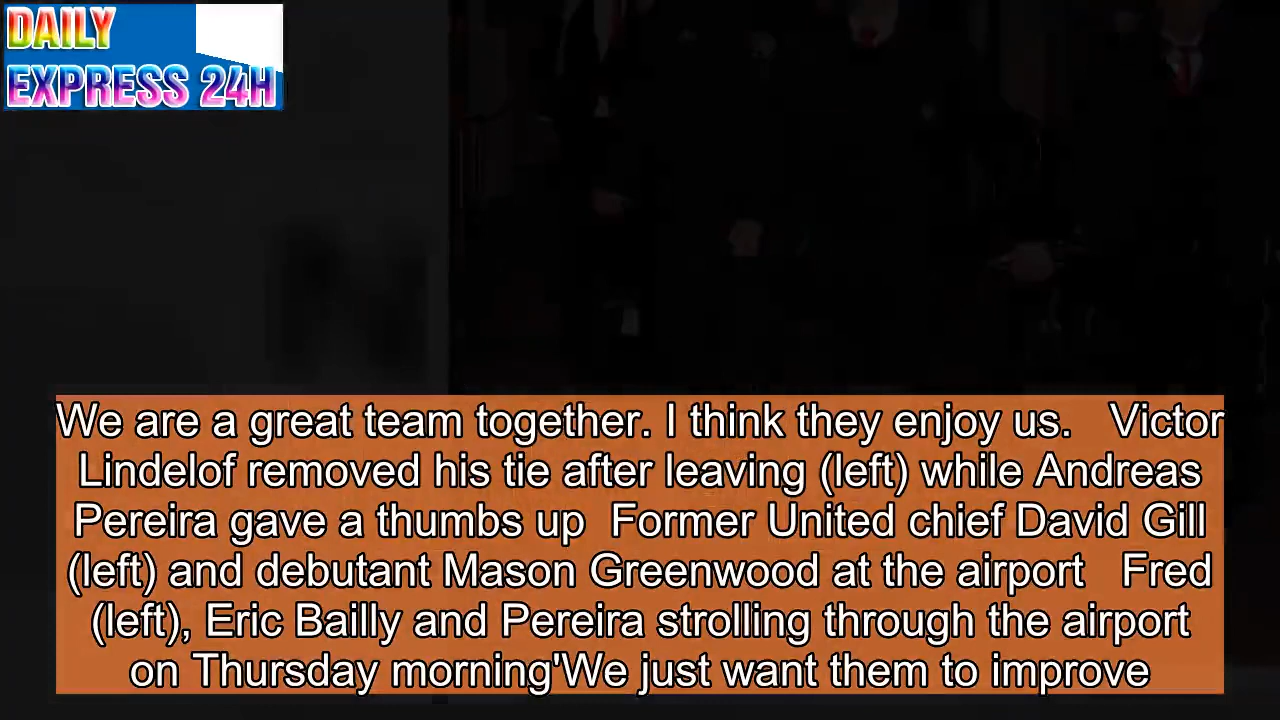 DAILY
EXPRESS 24H
We are a great team together. I think they enjoy us.   Victor
Lindelof removed his tie after leaving (left) while Andreas
Pereira gave a thumbs up  Former United chief David Gill
(left) and debutant Mason Greenwood at the airport   Fred
(left), Eric Bailly and Pereira strolling through the airport
on Thursday morning'We just want them to improve